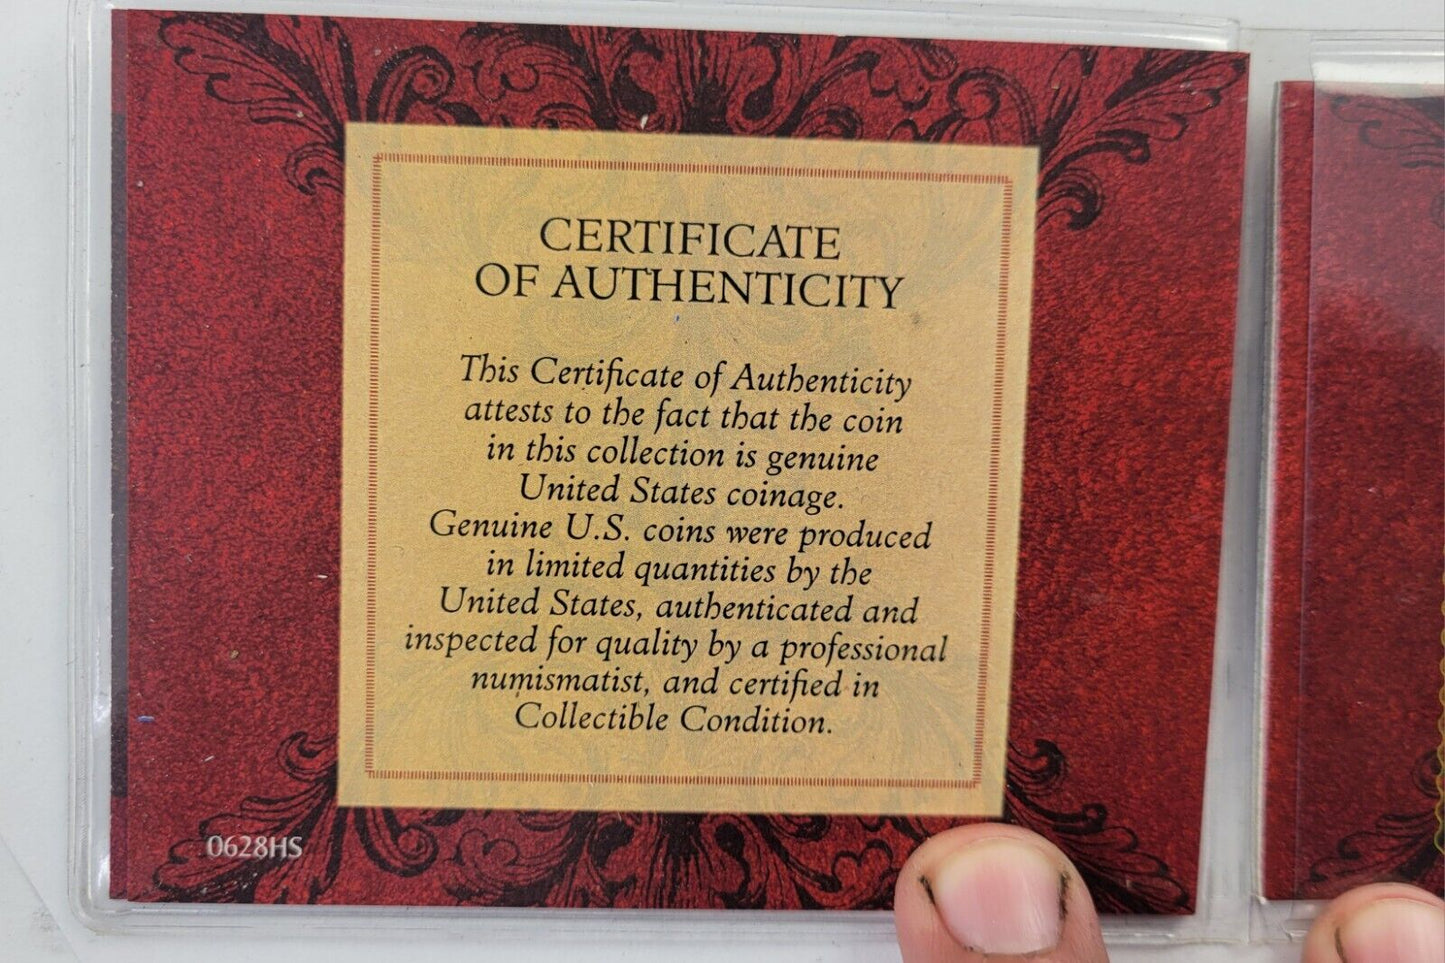 CERTIFICATE
OF AUTHENTICITY
This Certificate of Authenticity
attests to the fact that the coin
in this collection is genuine
United States coinage.
Genuine U.S. coins were produced
in limited quantities by the
United States, authenticated and
inspected for quality by a professional
numismatist, and certified in
Collectible Condition.
0628HS